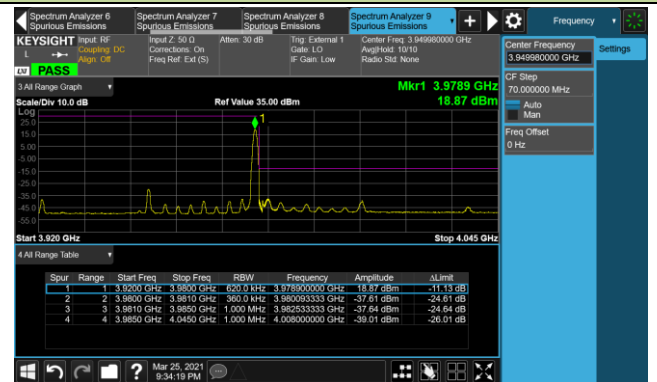 Spectrum Analyzer 6
Spurious Emissions
Spectrum Analyzer 7
Spurious Emissions
Spectrum Analyzer 8
Spurious Emissions
Spectrum Analyzer 9
Spurious Emissions
Frequency
KEYSIGHT
L
LXI
PASS
Input: RF
Coupling: DC
Align: Off
Input Z: 50 Ω
Corrections: On
Freq Ref: Ext (S)
Atten: 30 dB
Trig: External 1
Gate: LO
IF Gain: Low
Center Freq: 3.949980000 GHz
Avg|Hold: 10/10
Radio Std: None
Center Frequency
3.949980000 GHz
Settings
CF Step
70.000000 MHz
Auto
Man
Freq Offset
0 Hz
3 All Range Graph
Mkr1 3.9789 GHz
18.87 dBm
Scale/Div 10.0 dB
Ref Value 35.00 dBm
Log
25.0
15.0
5.00
-5.00
-15.0
-25.0
-35.0
-45.0
-55.0
1
Start 3.920 GHz
Stop 4.045 GHz
4 All Range Table
Spur Range Start Freq Stop Freq RBW Frequency Amplitude ΔLimit
1 1 3.9200 GHz 3.9800 GHz 620.0 kHz 3.978900000 GHz 18.87 dBm -11.13 dB
2 2 3.9800 GHz 3.9810 GHz 360.0 kHz 3.980093333 GHz -37.61 dBm -24.61 dB
3 3 3.9810 GHz 3.9850 GHz 1.000 MHz 3.982533333 GHz -37.64 dBm -24.64 dB
4 4 3.9850 GHz 4.0450 GHz 1.000 MHz 4.008000000 GHz -39.01 dBm -26.01 dB
?
Mar 25, 2021
9:34:19 PM